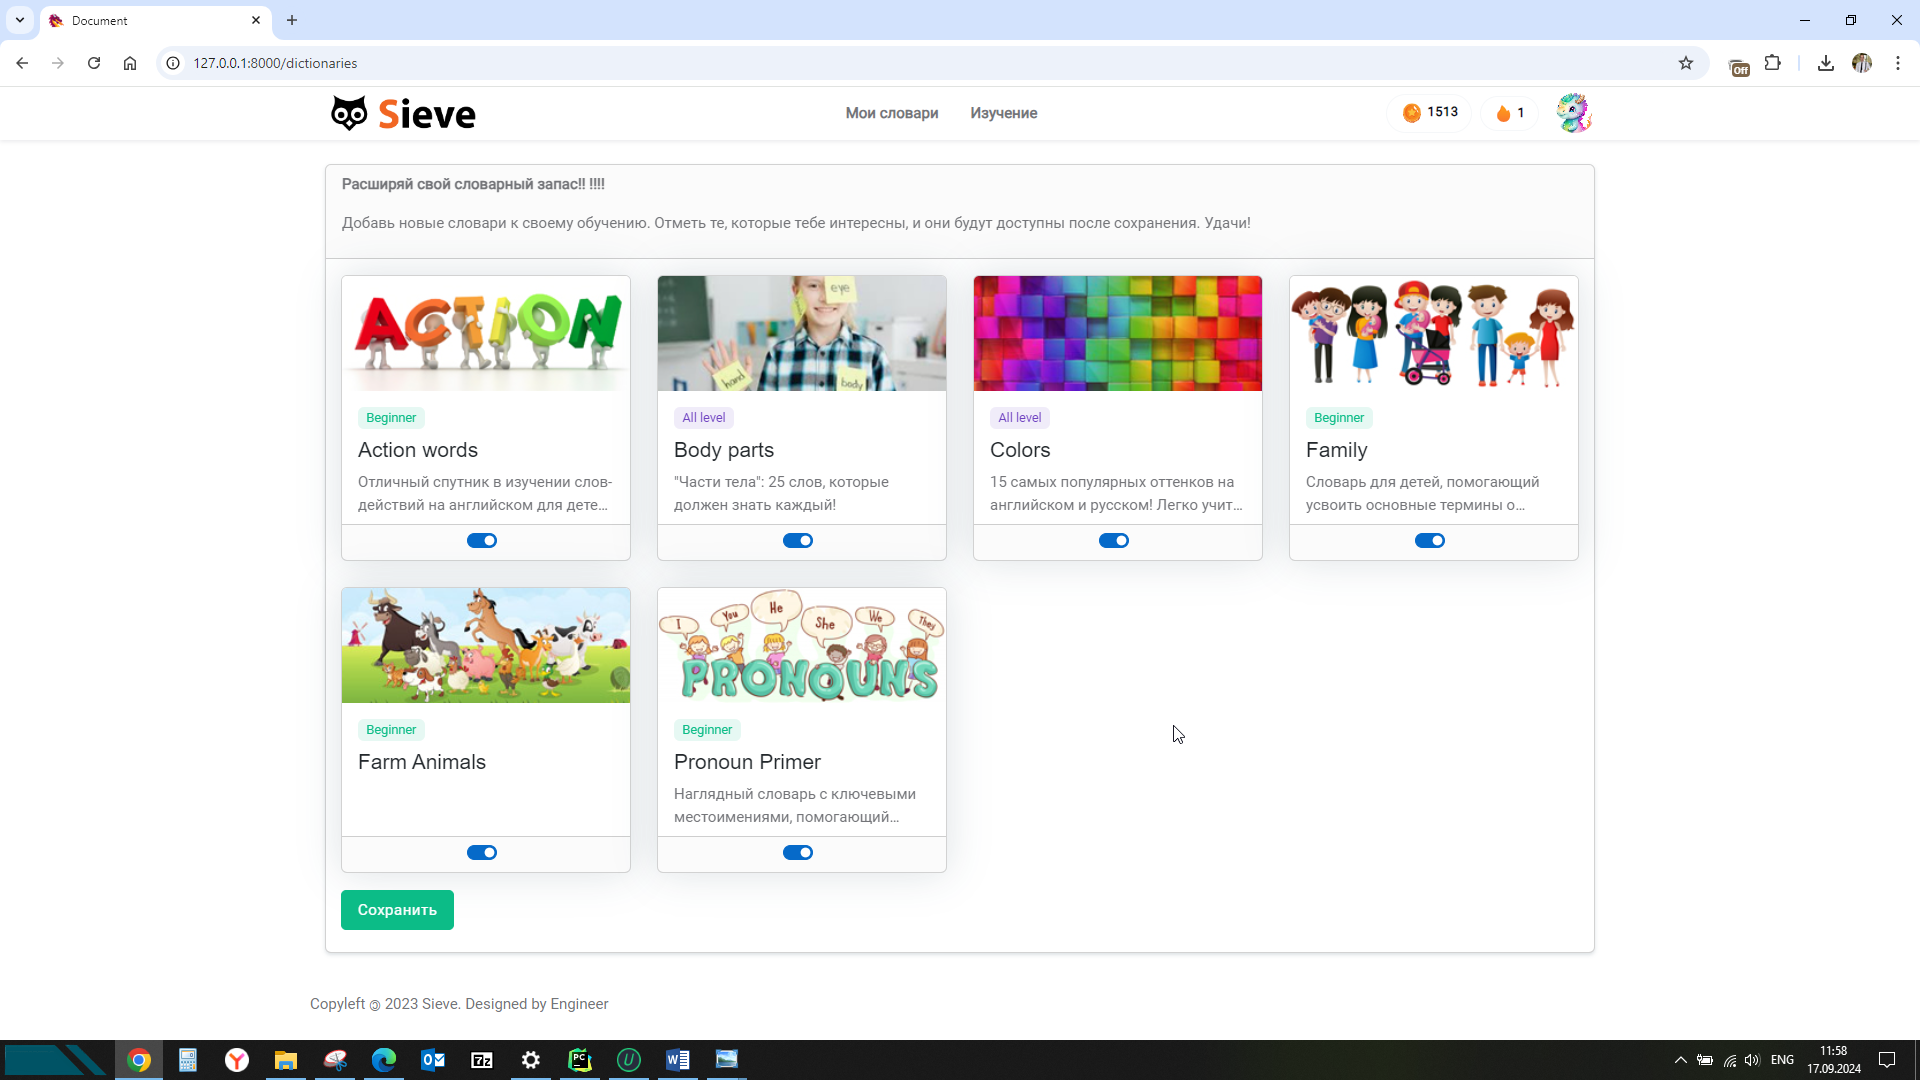 Document
127.0.0.1:8000/dictionaries
Off
Sieve
Мои словари
Изучение
1513
1
Расширяй свой словарный запас!! !!!!
Добавь новые словари к своему обучению. Отметь те, которые тебе интересны, и они будут доступны после сохранения. Удачи!
ACTION
Beginner
Action words
Отличный спутник в изучении слов-
действий на английском для дете...
eye
hand
body
All level
Body parts
"Части тела": 25 слов, которые
должен знать каждый!
All level
Colors
15 самых популярных оттенков на
английском и русском! Легко учит...
Beginner
Family
Словарь для детей, помогающий
усвоить основные термины о...
Beginner
Farm Animals
I
You
He
She
We
They
PRONOUNS
Beginner
Pronoun Primer
Наглядный словарь с ключевыми
местоимениями, помогающий...
Сохранить
Copyleft @ 2023 Sieve. Designed by Engineer
7z
PC
ENG
11:58
17.09.2024